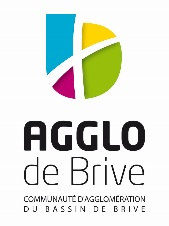 AGGLO
de Brive
COMMUNAUTÉ D'AGGLOMÉRATION
DU BASSIN DE BRIVE